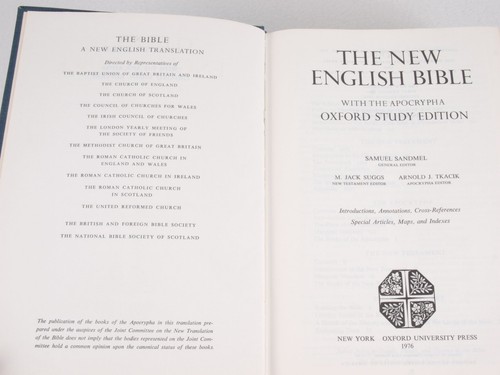 THE BIBLE
A NEW ENGLISH TRANSLATION
Directed by Representatives of
THE BAPTIST UNION OF GREAT BRITAIN AND IRELAND
THE CHURCH OF ENGLAND
THE CHURCH OF SCOTLAND
THE COUNCIL OF CHURCHES FOR WALES
THE IRISH COUNCIL OF CHURCHES
THE LONDON YEARLY MEETING OF
THE SOCIETY OF FRIENDS
THE METHODIST CHURCH OF GREAT BRITAIN
THE ROMAN CATHOLIC CHURCH IN
ENGLAND AND WALES
THE ROMAN CATHOLIC CHURCH IN IRELAND
THE ROMAN CATHOLIC CHURCH
IN SCOTLAND
THE UNITED REFORMED CHURCH
THE BRITISH AND FOREIGN BIBLE SOCIETY
THE NATIONAL BIBLE SOCIETY OF SCOTLAND
The publication of the books of the Apocrypha in this translation pre-
pared under the auspices of the Joint Committee on the New Translation
of the Bible does not imply that the bodies represented on the Joint Com-
mittee hold a common opinion upon the canonical status of these books
THE NEW
ENGLISH BIBLE
WITH THE APOCRYPHA
OXFORD STUDY EDITION
SAMUEL SANDMEL
GENERAL EDITOR
M. JACK SUGGS ARNOLD J. TKACIK
NEW TESTAMENT EDITOR APOCRYPHA EDITOR
Introductions, Annotations, Cross-References
Special Articles, Maps, and Indexes
NEW YORK OXFORD UNIVERSITY PRESS
1976